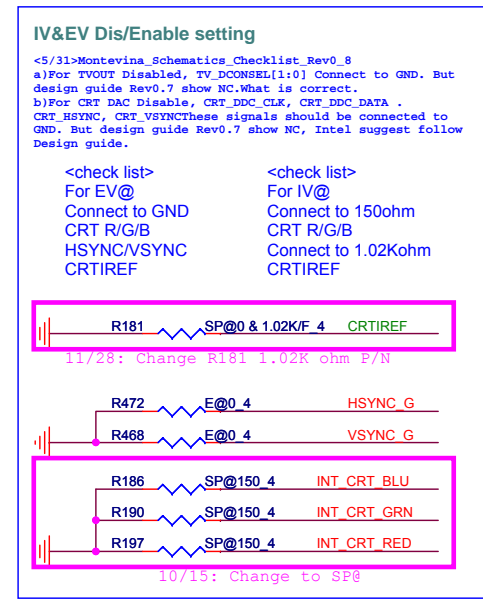 IV&EV Dis/Enable setting
<5/31>Montevina_Schematics_Checklist_Rev0_8
a)For TVOUT Disabled, TV_DCONSEL[1:0] Connect to GND. But
design guide Rev0.7 show NC.What is correct.
b)For CRT DAC Disable, CRT_DDC_CLK, CRT_DDC_DATA .
CRT_HSYNC, CRT_VSYNCThese signals should be connected to
GND. But design guide Rev0.7 show NC, Intel suggest follow
Design guide.
<check list>
For EV@
Connect to GND
CRT R/G/B
HSYNC/VSYNC
CRTIREF
<check list>
For IV@
Connect to 150ohm
CRT R/G/B
Connect to 1.02Kohm
CRTIREF
R181 SP@0 & 1.02K/F_4 CRTIREF
11/28: Change R181 1.02K ohm P/N
R472 E@0_4 HSYNC_G
R468 E@0_4 VSYNC_G
R186 SP@150_4 INT_CRT_BLU
R190 SP@150_4 INT_CRT_GRN
R197 SP@150_4 INT_CRT_RED
10/15: Change to SP@